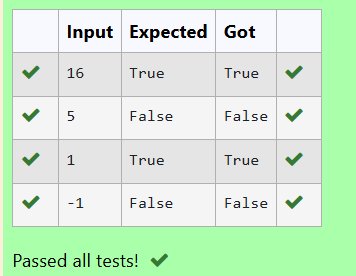 Input Expected Got
16 True True
5 False False
1 True True
-1 False False
Passed all tests!